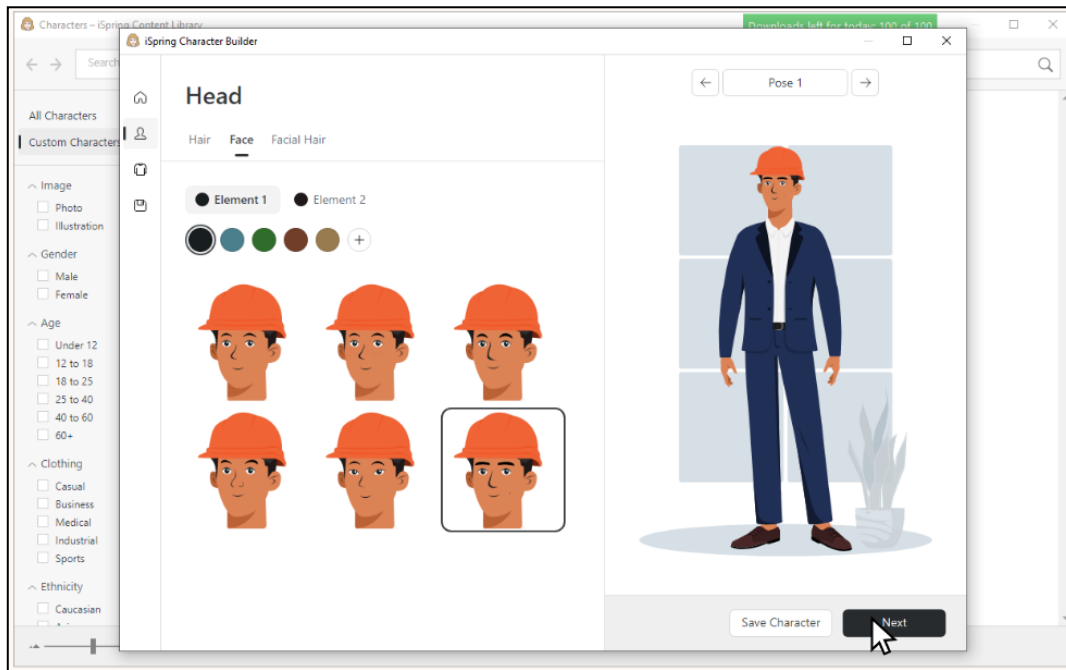 Characters – iSpring Content Library
Downloads left for today: 100 of 100
iSpring Character Builder
Search
All Characters
Custom Characters
Image
Photo
Illustration
Gender
Male
Female
Age
Under 12
12 to 18
18 to 25
25 to 40
40 to 60
60+
Clothing
Casual
Business
Medical
Industrial
Sports
Ethnicity
Caucasian
Head
Hair Face Facial Hair
Element 1 Element 2
Pose 1
Save Character Next